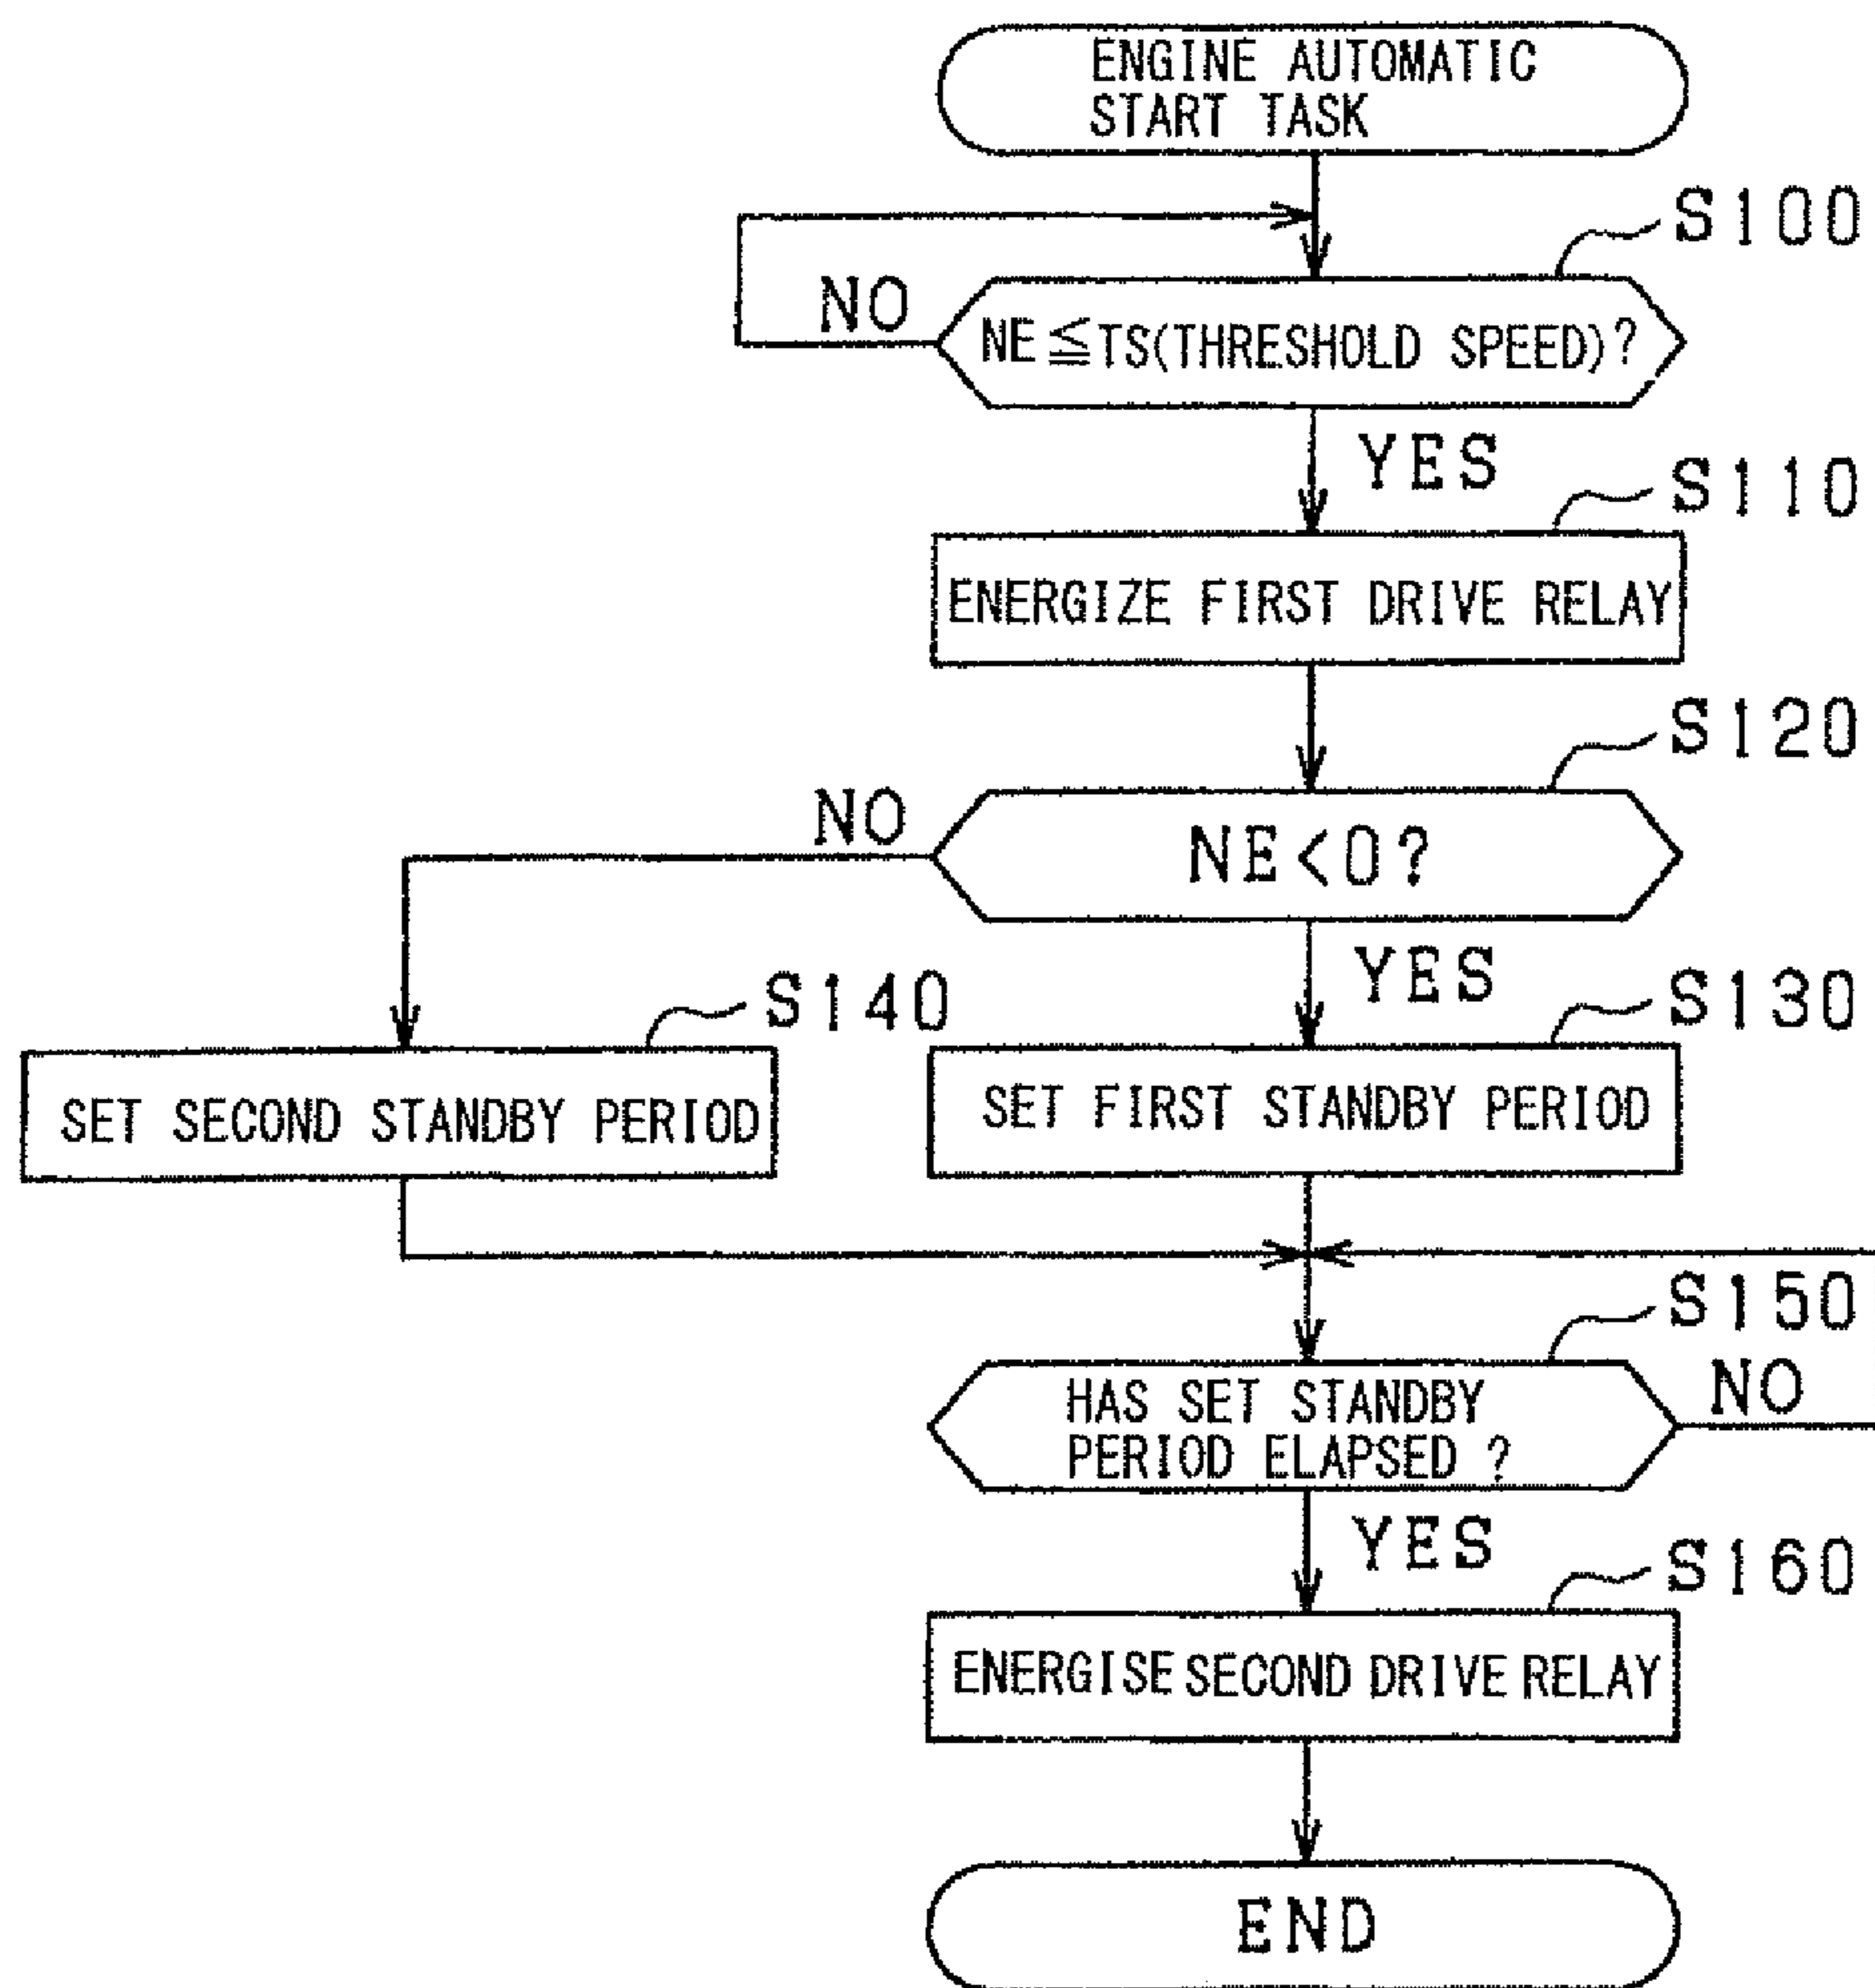 ENGINE AUTOMATIC
START TASK
S100
NO
NE≦TS(THRESHOLD SPEED)?
YES
S110
ENERGIZE FIRST DRIVE RELAY
S120
NO
NE<0?
YES
S140
S130
SET SECOND STANDBY PERIOD
SET FIRST STANDBY PERIOD
S150
NO
HAS SET STANDBY
PERIOD ELAPSED ?
YES
S160
ENERGISE SECOND DRIVE RELAY
END